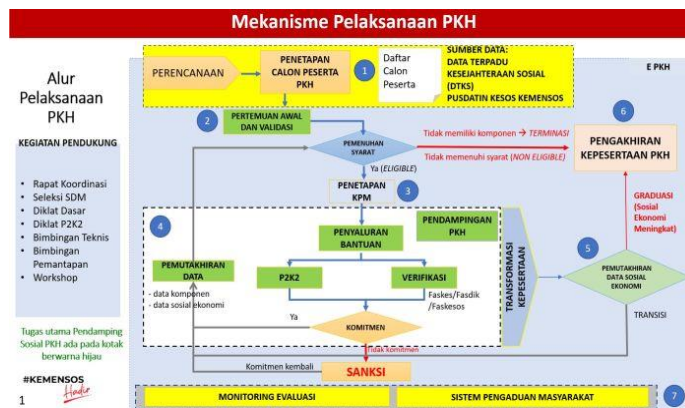 Mekanisme Pelaksanaan PKH
Alur
Pelaksanaan
PKH
KEGIATAN PENDUKUNG
• Rapat Koordinasi
• Seleksi SDM
• Diklat Dasar
• Diklat P2K2
• Bimbingan Teknis
• Bimbingan
Pemantapan
• Workshop
Tugas utama Pendamping
Sosial PKH ada pada kotak
berwarna hijau
#KEMENSOS
Hadir
1
PERENCANAAN
PENETAPAN
CALON PESERTA
PKH
1
Daftar
Calon
Peserta
SUMBER DATA:
DATA TERPADU
KESEJAHTERAAN SOSIAL
(DTKS)
PUSDATIN KESOS KEMENSOS
E PKH
2
PERTEMUAN AWAL
DAN VALIDASI
PEMENUHAN
SYARAT
Tidak memiliki komponen → TERMINASI
Tidak memenuhi syarat (NON ELIGIBLE)
6
PENGAKHIRAN
KEPESERTAAN PKH
Ya (ELIGIBLE)
PENETAPAN
KPM
3
GRADUASI
(Sosial
Ekonomi
Meningkat)
4
PENYALURAN
BANTUAN
PENDAMPINGAN
PKH
PEMUTAKHIRAN
DATA
- data komponen
- data sosial ekonomi
P2K2
VERIFIKASI
Faskes/Fasdik
/Faskesos
TRANSFORMASI
KEPESERTAAN
5
PEMUTAKHIRAN
DATA SOSIAL
EKONOMI
Ya
KOMITMEN
TRANSISI
Tidak komitmen
Komitmen kembali
SANKSI
MONITORING EVALUASI
SISTEM PENGADUAN MASYARAKAT
7